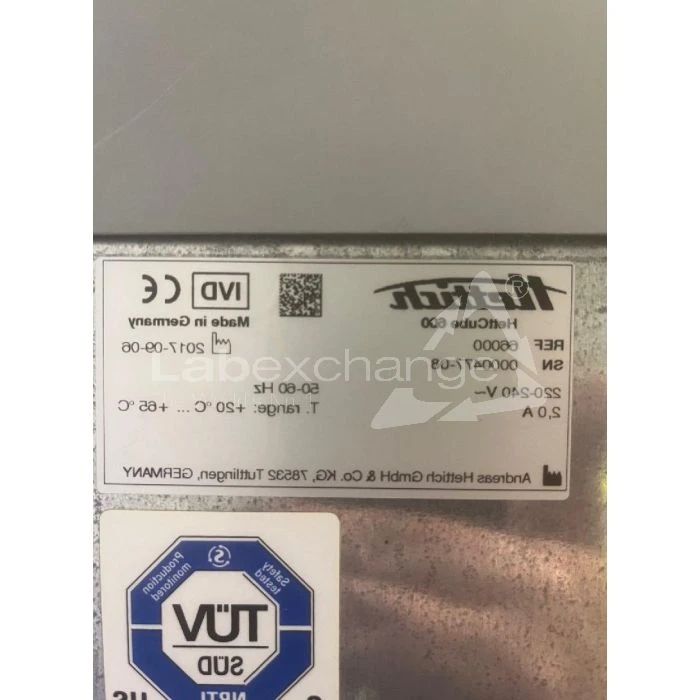 Hettich ®
HettCube 600
REF 66000
SN 0000477-08
220-240 V~
2,0 A
IVD CE
Made in Germany
2017-09-06
50-60 Hz
T. range: +20 °C ... +65 °C
Andreas Hettich GmbH & Co. KG, 78532 Tuttlingen, GERMANY
Labexchange
Safety tested
Production monitored
S
TÜV
SÜD
NRTL
C US